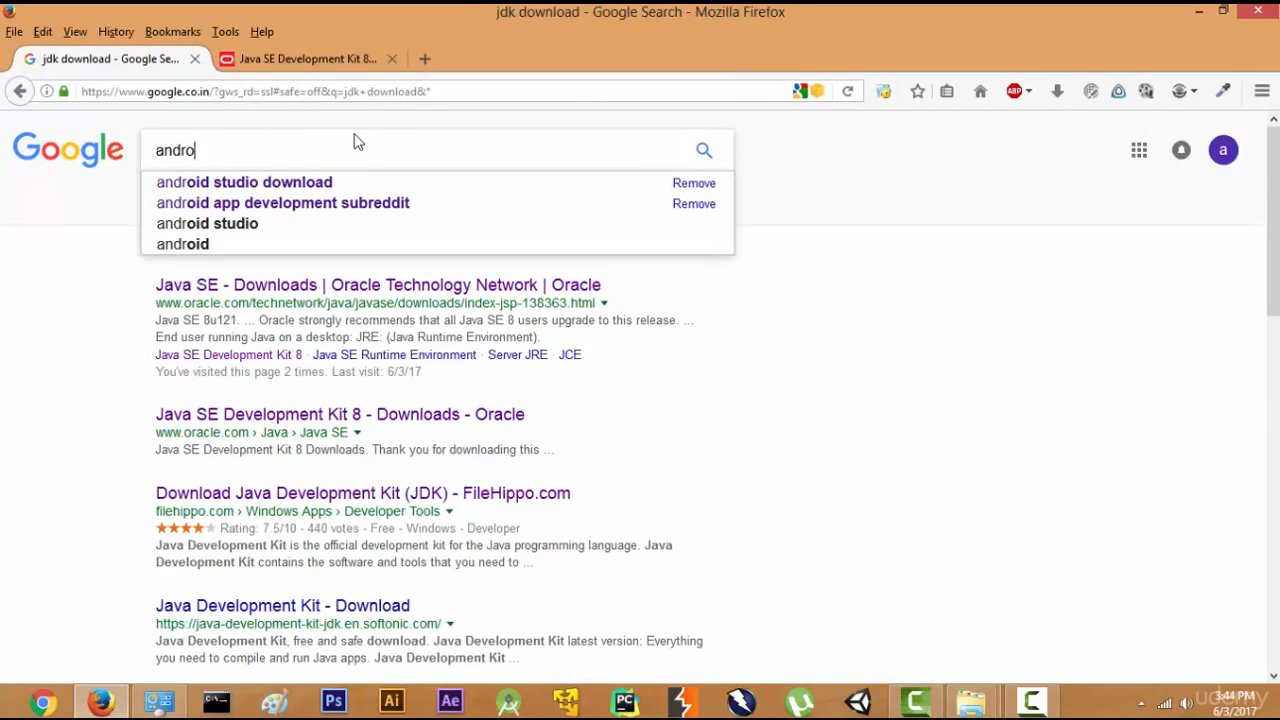 jdk download - Google Search - Mozilla Firefox
File Edit View History Bookmarks Tools Help
jdk download - Google Se...
Java SE Development Kit 8...
https://www.google.co.in/?gws_rd=ssl#safe=off&q=jdk+download&*
ABP
Google
andro
a
android studio download Remove
android app development subreddit Remove
android studio
android
Java SE - Downloads | Oracle Technology Network | Oracle
www.oracle.com/technetwork/java/javase/downloads/index-jsp-138363.html
Java SE 8u121. ... Oracle strongly recommends that all Java SE 8 users upgrade to this release. ...
End user running Java on a desktop: JRE: (Java Runtime Environment).
Java SE Development Kit 8 · Java SE Runtime Environment · Server JRE · JCE
You've visited this page 2 times. Last visit: 6/3/17
Java SE Development Kit 8 - Downloads - Oracle
www.oracle.com › Java › Java SE
Java SE Development Kit 8 Downloads. Thank you for downloading this ...
Download Java Development Kit (JDK) - FileHippo.com
filehippo.com › Windows Apps › Developer Tools
Rating: 7.5/10 - 440 votes - Free - Windows - Developer
Java Development Kit is the official development kit for the Java programming language. Java
Development Kit contains the software and tools that you need to ...
Java Development Kit - Download
https://java-development-kit-jdk.en.softonic.com/
Java Development Kit, free and safe download. Java Development Kit latest version: Everything
you need to compile and run Java apps. Java Development Kit ...
Ps Ai Ae PC C C
3:44 PM
6/3/2017
udemy